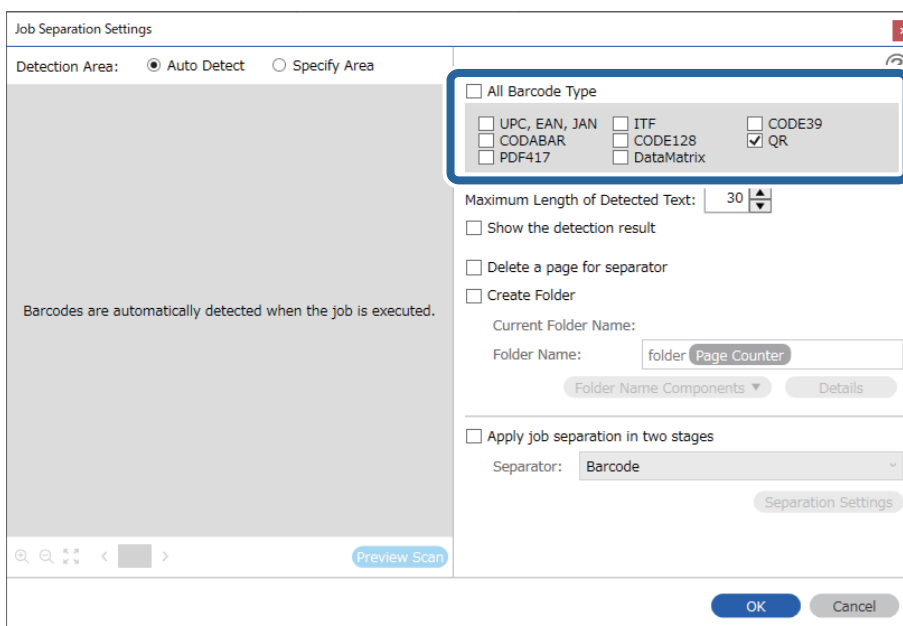 Job Separation Settings
Detection Area: Auto Detect Specify Area
All Barcode Type
UPC, EAN, JAN ITF CODE39
CODABAR CODE128 QR
PDF417 DataMatrix
Maximum Length of Detected Text: 30
Show the detection result
Delete a page for separator
Create Folder
Barcodes are automatically detected when the job is executed.
Current Folder Name:
Folder Name: folder Page Counter
Folder Name Components Details
Apply job separation in two stages
Separator: Barcode
Separation Settings
Preview Scan
OK Cancel